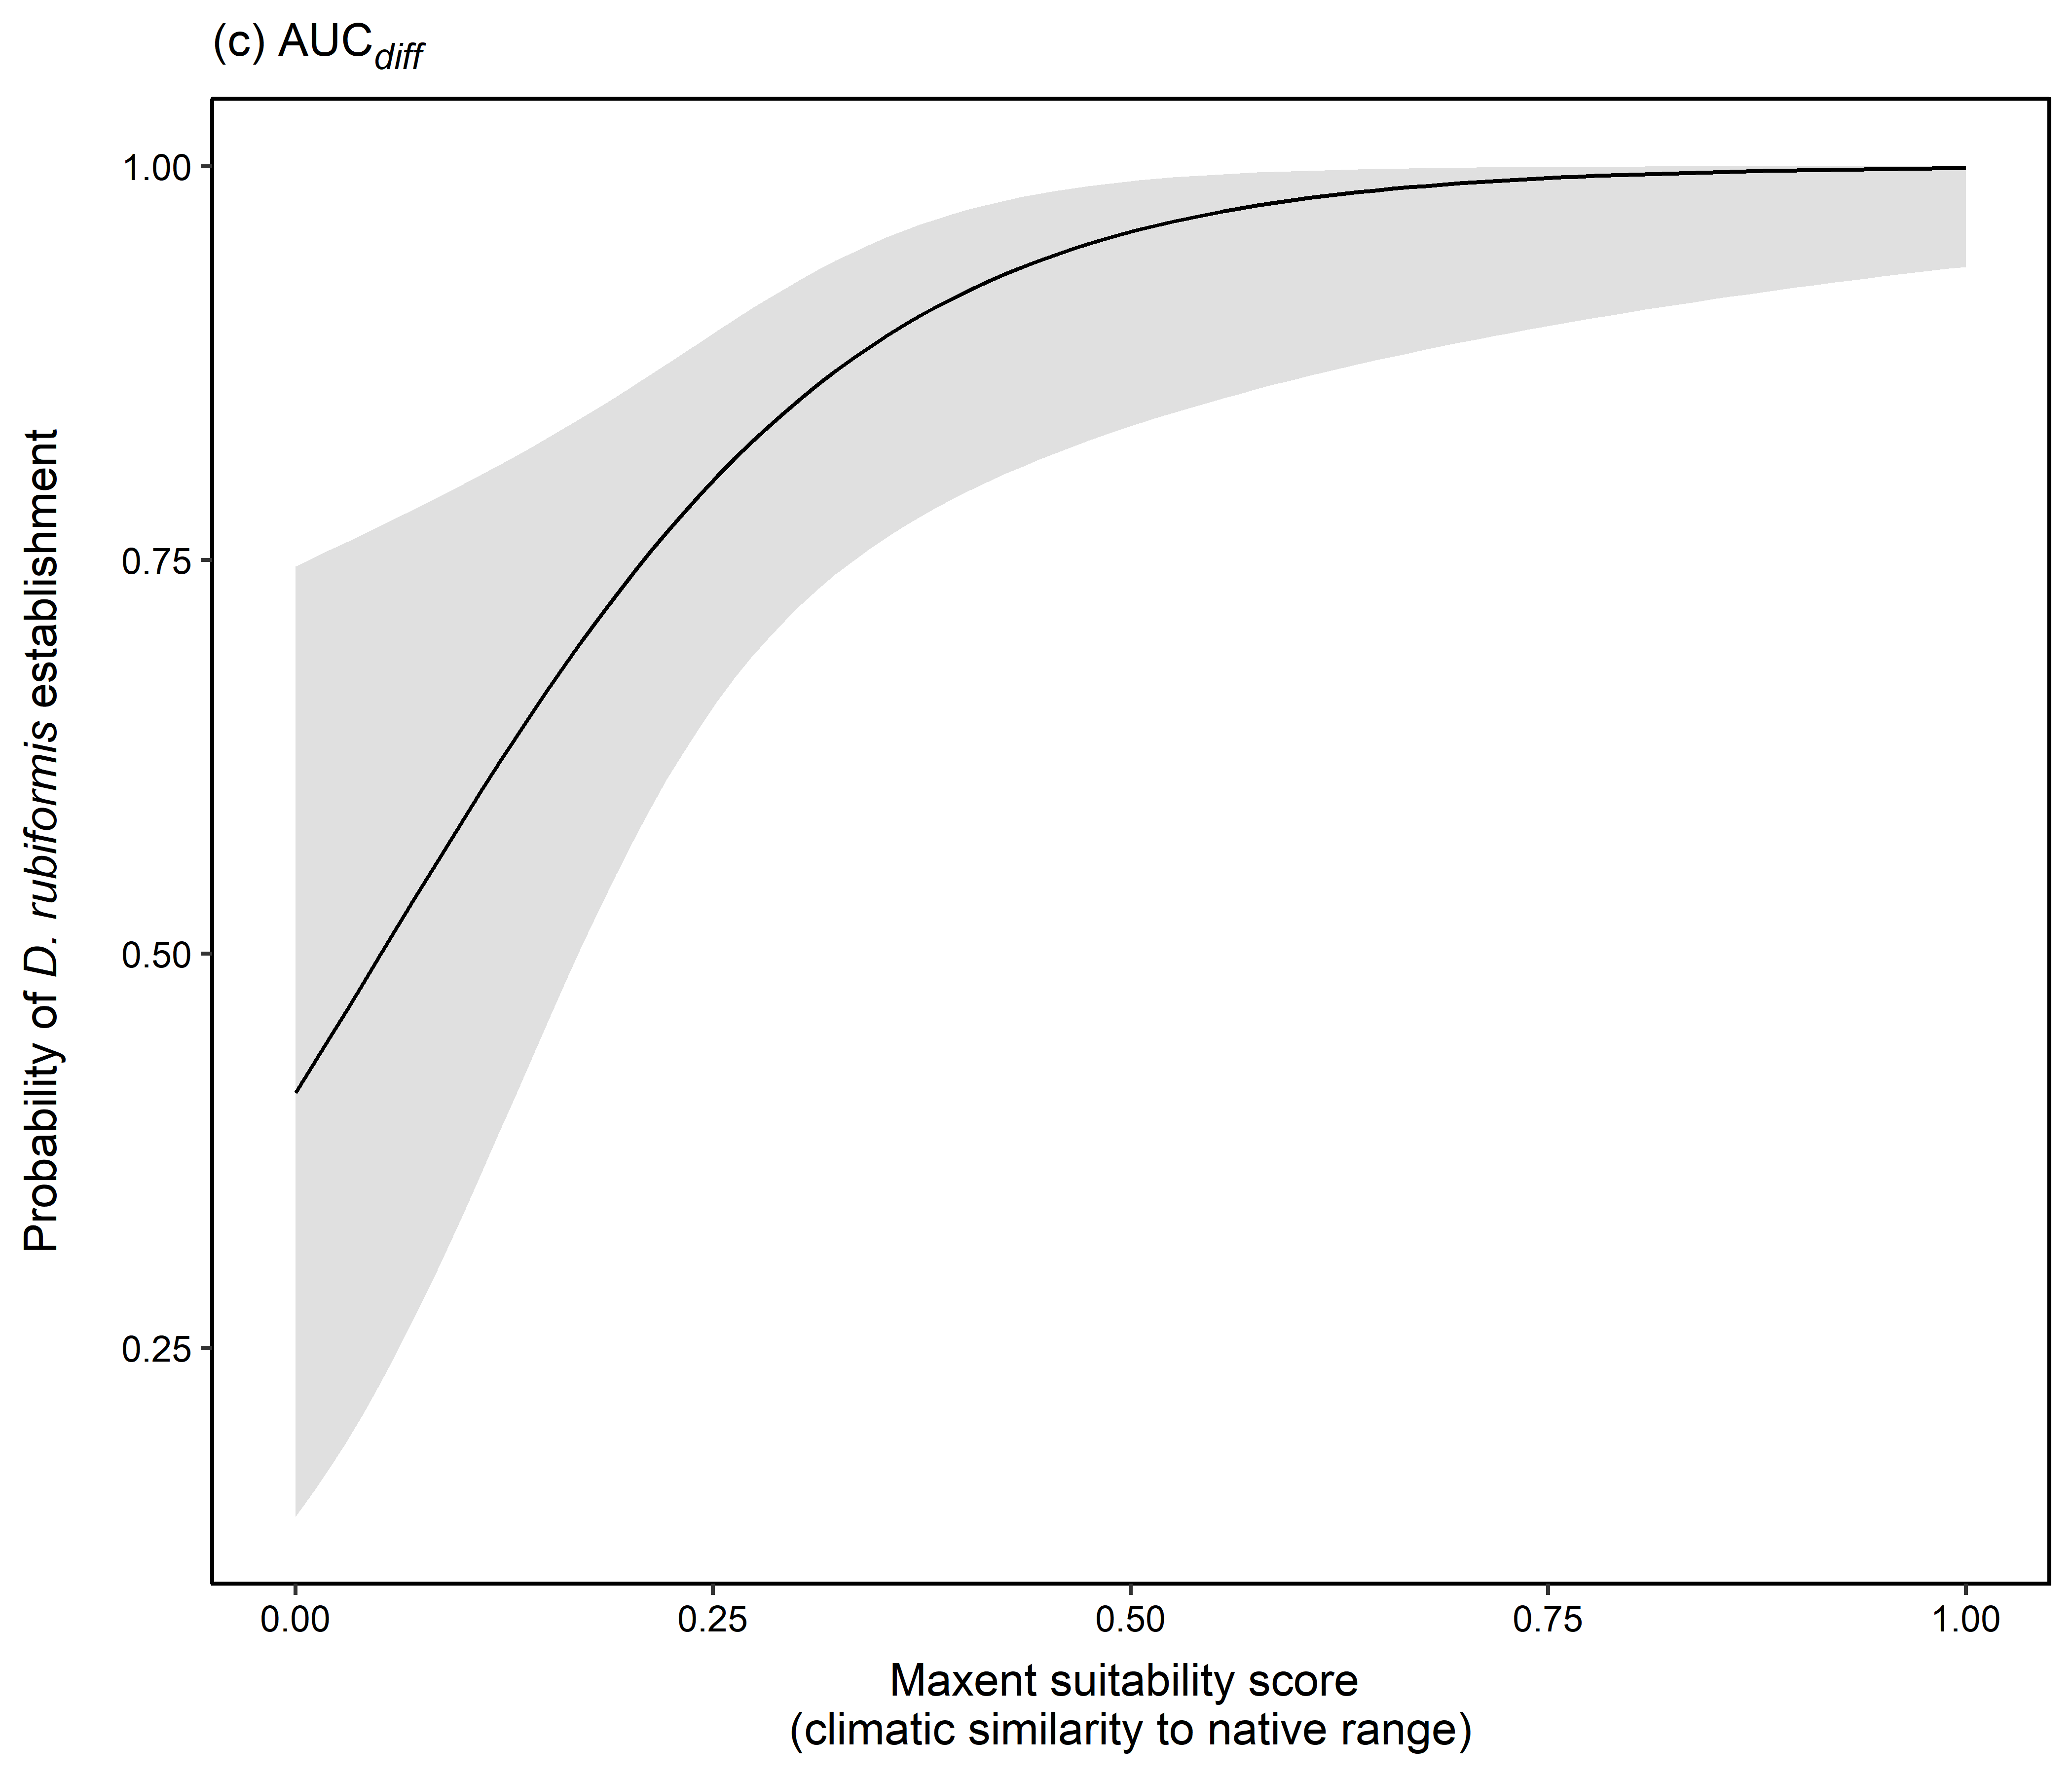 (c) AUCdiff
Probability of D. rubiformis establishment
1.00
0.75
0.50
0.25
0.00 0.25 0.50 0.75 1.00
Maxent suitability score
(climatic similarity to native range)